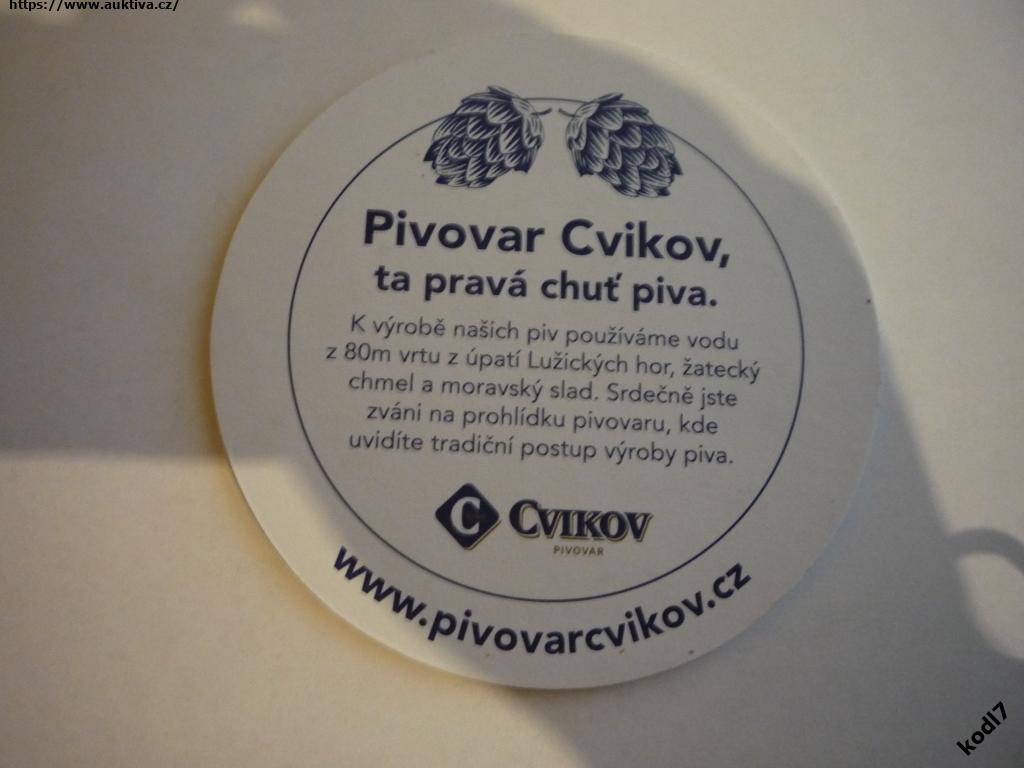 https://www.auktiva.cz/
Pivovar Cvikov,
ta pravá chuť piva.
K výrobě našich piv používáme vodu
z 80m vrtu z úpatí Lužických hor, žatecký
chmel a moravský slad. Srdečně jste
zváni na prohlídku pivovaru, kde
uvidíte tradiční postup výroby piva.
C CVIKOV
PIVOVAR
www.pivovarcvikov.cz
kodl7